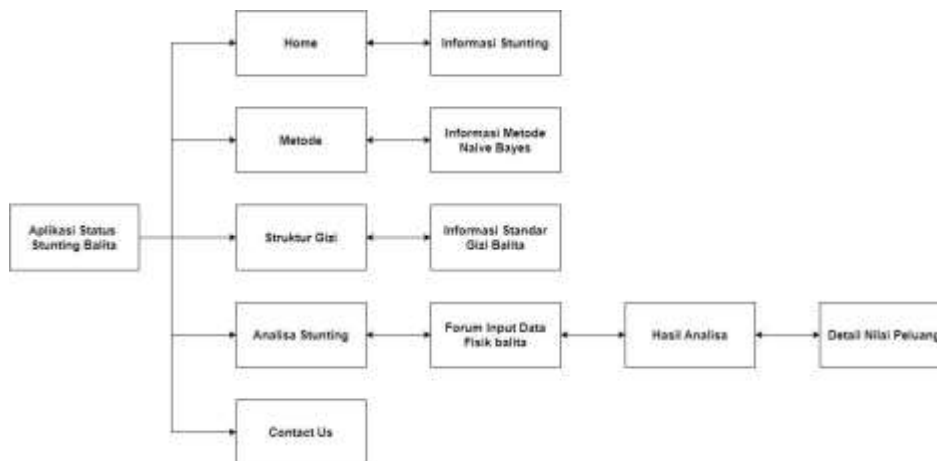 Home
Informasi Stunting
Metode
Informasi Metode
Naive Bayes
Aplikasi Status
Stunting Balita
Struktur Gizi
Informasi Standar
Gizi Balita
Analisa Stunting
Forum Input Data
Fisik balita
Hasil Analisa
Detail Nilai Peluang
Contact Us